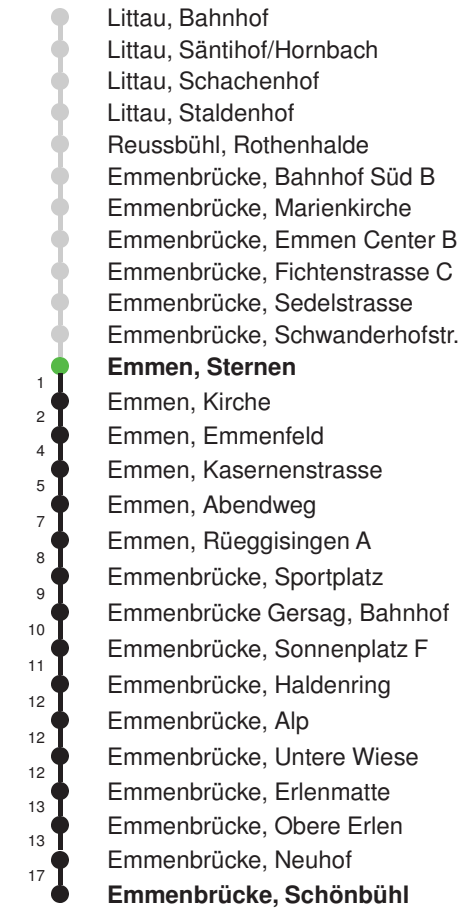 Littau, Bahnhof
Littau, Säntihof/Hornbach
Littau, Schachenhof
Littau, Staldenhof
Reussbühl, Rothenhalde
Emmenbrücke, Bahnhof Süd B
Emmenbrücke, Marienkirche
Emmenbrücke, Emmen Center B
Emmenbrücke, Fichtenstrasse C
Emmenbrücke, Sedelstrasse
Emmenbrücke, Schwanderhofstr.
Emmen, Sternen
1 Emmen, Kirche
2 Emmen, Emmenfeld
4 Emmen, Kasernenstrasse
5 Emmen, Abendweg
7 Emmen, Rüeggisingen A
8 Emmenbrücke, Sportplatz
9 Emmenbrücke Gersag, Bahnhof
10 Emmenbrücke, Sonnenplatz F
11 Emmenbrücke, Haldenring
12 Emmenbrücke, Alp
12 Emmenbrücke, Untere Wiese
12 Emmenbrücke, Erlenmatte
13 Emmenbrücke, Obere Erlen
13 Emmenbrücke, Neuhof
17 Emmenbrücke, Schönbühl